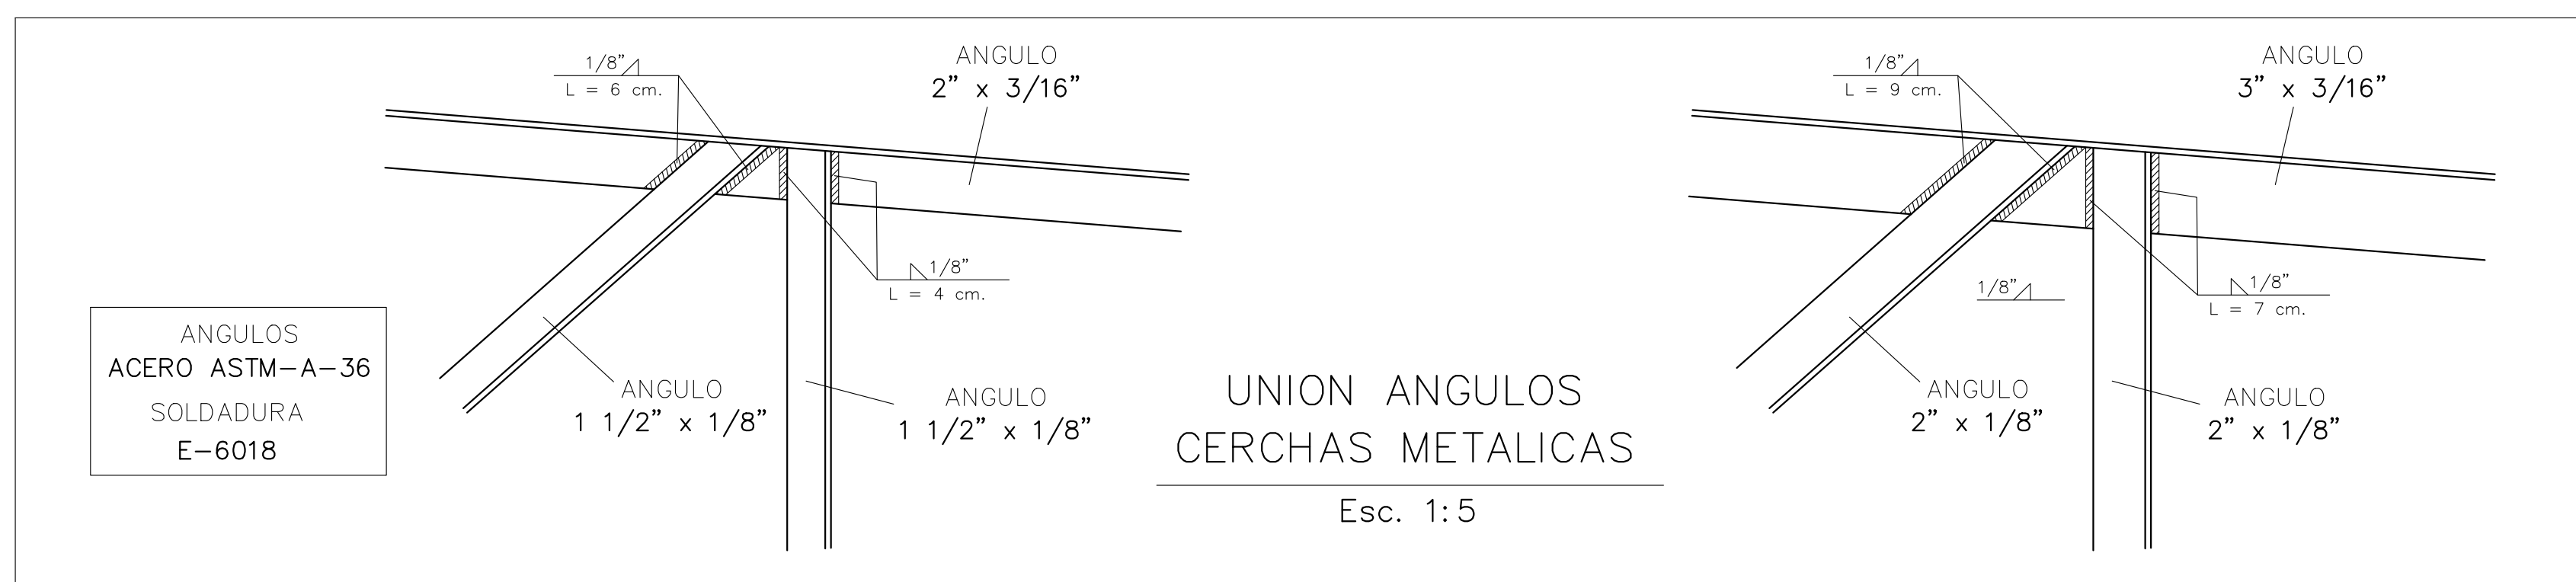 1/8”
L = 6 cm.
ANGULO
2” x 3/16”
1/8”
L = 4 cm.
ANGULO
1 1/2” x 1/8”
ANGULO
1 1/2” x 1/8”
ANGULOS
ACERO ASTM-A-36
SOLDADURA
E-6018
UNION ANGULOS
CERCHAS METALICAS
Esc. 1:5
1/8”
L = 9 cm.
ANGULO
3” x 3/16”
1/8”
1/8”
L = 7 cm.
ANGULO
2” x 1/8”
ANGULO
2” x 1/8”